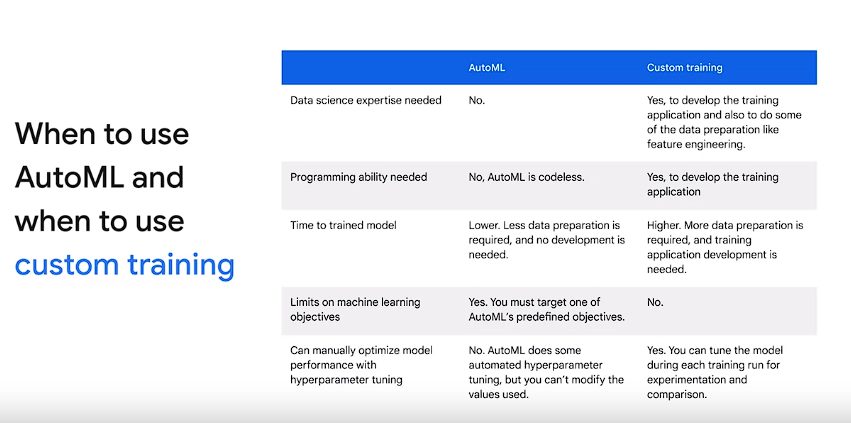 When to use
AutoML and
when to use
custom training
AutoML
Custom training
Data science expertise needed
No.
Yes, to develop the training
application and also to do some
of the data preparation like
feature engineering.
Programming ability needed
No, AutoML is codeless.
Yes, to develop the training
application
Time to trained model
Lower. Less data preparation is
required, and no development is
needed.
Higher. More data preparation is
required, and training
application development is
needed.
Limits on machine learning
objectives
Yes. You must target one of
AutoML's predefined objectives.
No.
Can manually optimize model
performance with
hyperparameter tuning
No. AutoML does some
automated hyperparameter
tuning, but you can't modify the
values used.
Yes. You can tune the model
during each training run for
experimentation and
comparison.